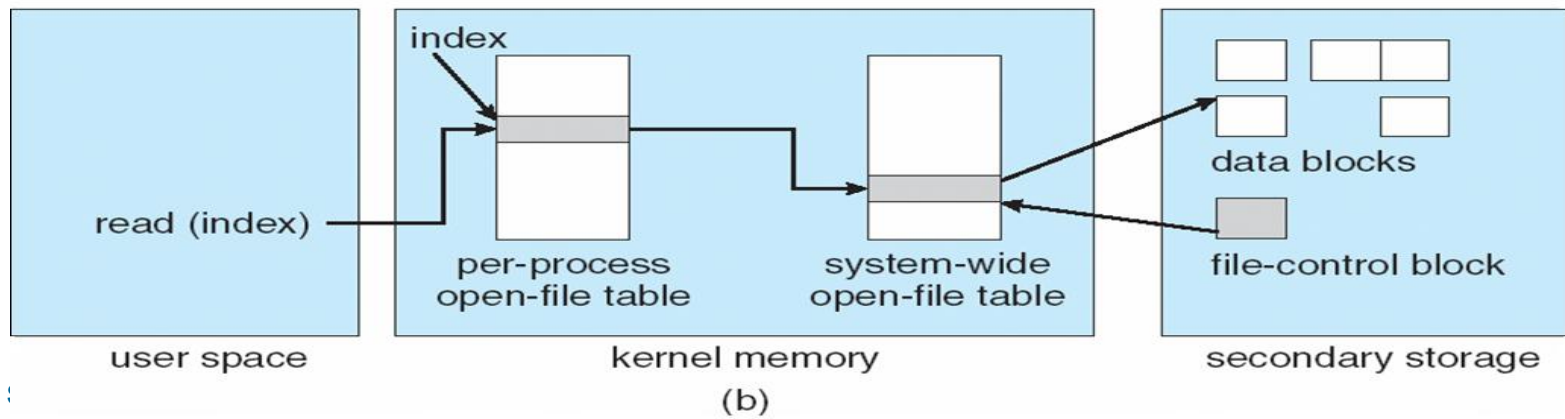 index
read (index)
per-process
open-file table
system-wide
open-file table
data blocks
file-control block
user space
kernel memory
secondary storage
(b)